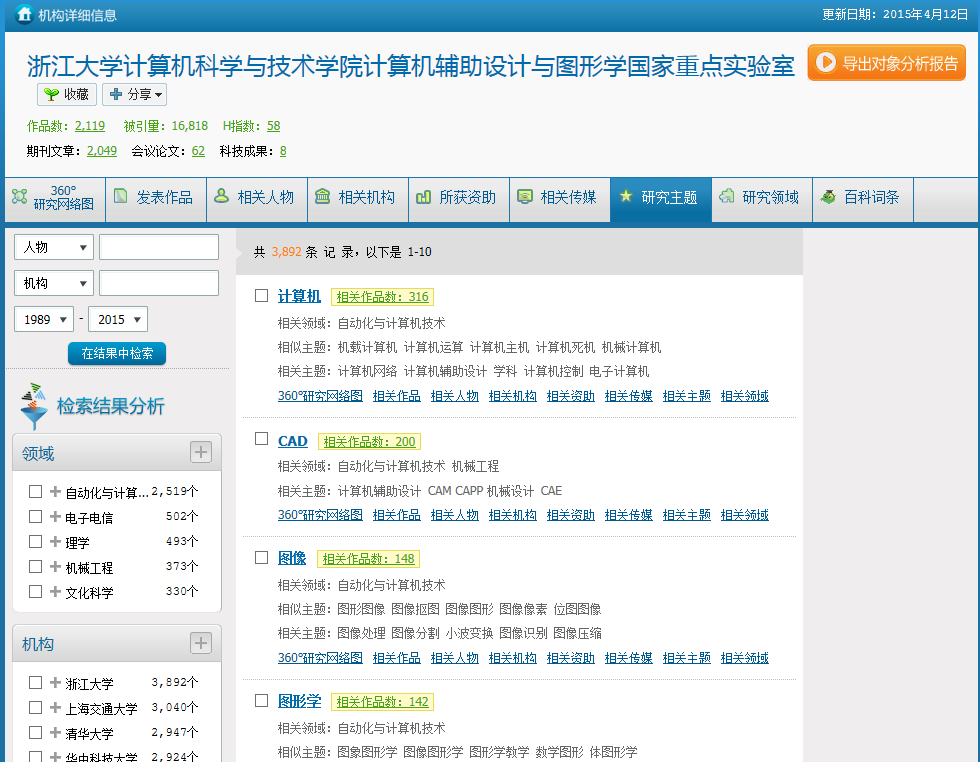 机构详细信息
更新日期：2015年4月12日
浙江大学计算机科学与技术学院计算机辅助设计与图形学国家重点实验室
导出对象分析报告
收藏 分享
作品数：2,119 被引量：16,818 H指数：58
期刊文章：2,049 会议论文：62 科技成果：8
360°
研究网络图
发表作品 相关人物 相关机构 所获资助 相关传媒 研究主题 研究领域 百科词条
人物
机构
1989 - 2015
在结果中检索
检索结果分析
领域
自动化与计算... 2,519个
电子电信 502个
理学 493个
机械工程 373个
文化科学 330个
机构
浙江大学 3,892个
上海交通大学 3,040个
清华大学 2,947个
华中科技大学 2,924个
共 3,892 条 记 录，以下是 1-10
计算机 相关作品数：316
相关领域：自动化与计算机技术
相似主题：机载计算机 计算机运算 计算机主机 计算机死机 机械计算机
相关主题：计算机网络 计算机辅助设计 学科 计算机控制 电子计算机
360°研究网络图 相关作品 相关人物 相关机构 相关资助 相关传媒 相关主题 相关领域
CAD 相关作品数：200
相关领域：自动化与计算机技术 机械工程
相关主题：计算机辅助设计 CAM CAPP 机械设计 CAE
360°研究网络图 相关作品 相关人物 相关机构 相关资助 相关传媒 相关主题 相关领域
图像 相关作品数：148
相关领域：自动化与计算机技术
相似主题：图形图像 图像抠图 图像图形 图像像素 位图图像
相关主题：图像处理 图像分割 小波变换 图像识别 图像压缩
360°研究网络图 相关作品 相关人物 相关机构 相关资助 相关传媒 相关主题 相关领域
图形学 相关作品数：142
相关领域：自动化与计算机技术
相似主题：图象图形学 图像图形学 图形学教学 数学图形 体图形学